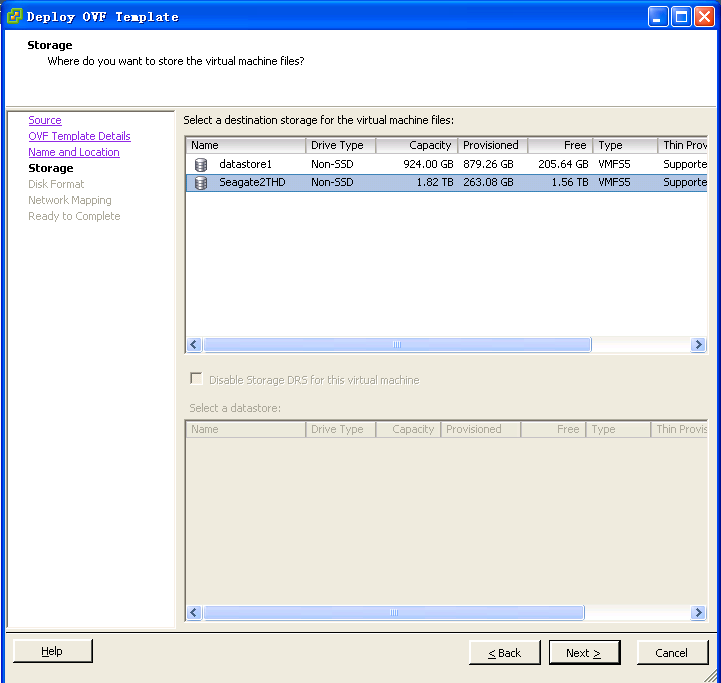 Deploy OVF Template
Storage
Where do you want to store the virtual machine files?
Source
OVF Template Details
Name and Location
Storage
Disk Format
Network Mapping
Ready to Complete
Select a destination storage for the virtual machine files:
Name Drive Type Capacity Provisioned Free Type Thin Prov
datastore1 Non-SSD 924.00 GB 879.26 GB 205.64 GB VMFS5 Supporte
Seagate2THD Non-SSD 1.82 TB 263.08 GB 1.56 TB VMFS5 Supporte
Disable Storage DRS for this virtual machine
Select a datastore:
Name Drive Type Capacity Provisioned Free Type Thin Provis
Help < Back Next > Cancel